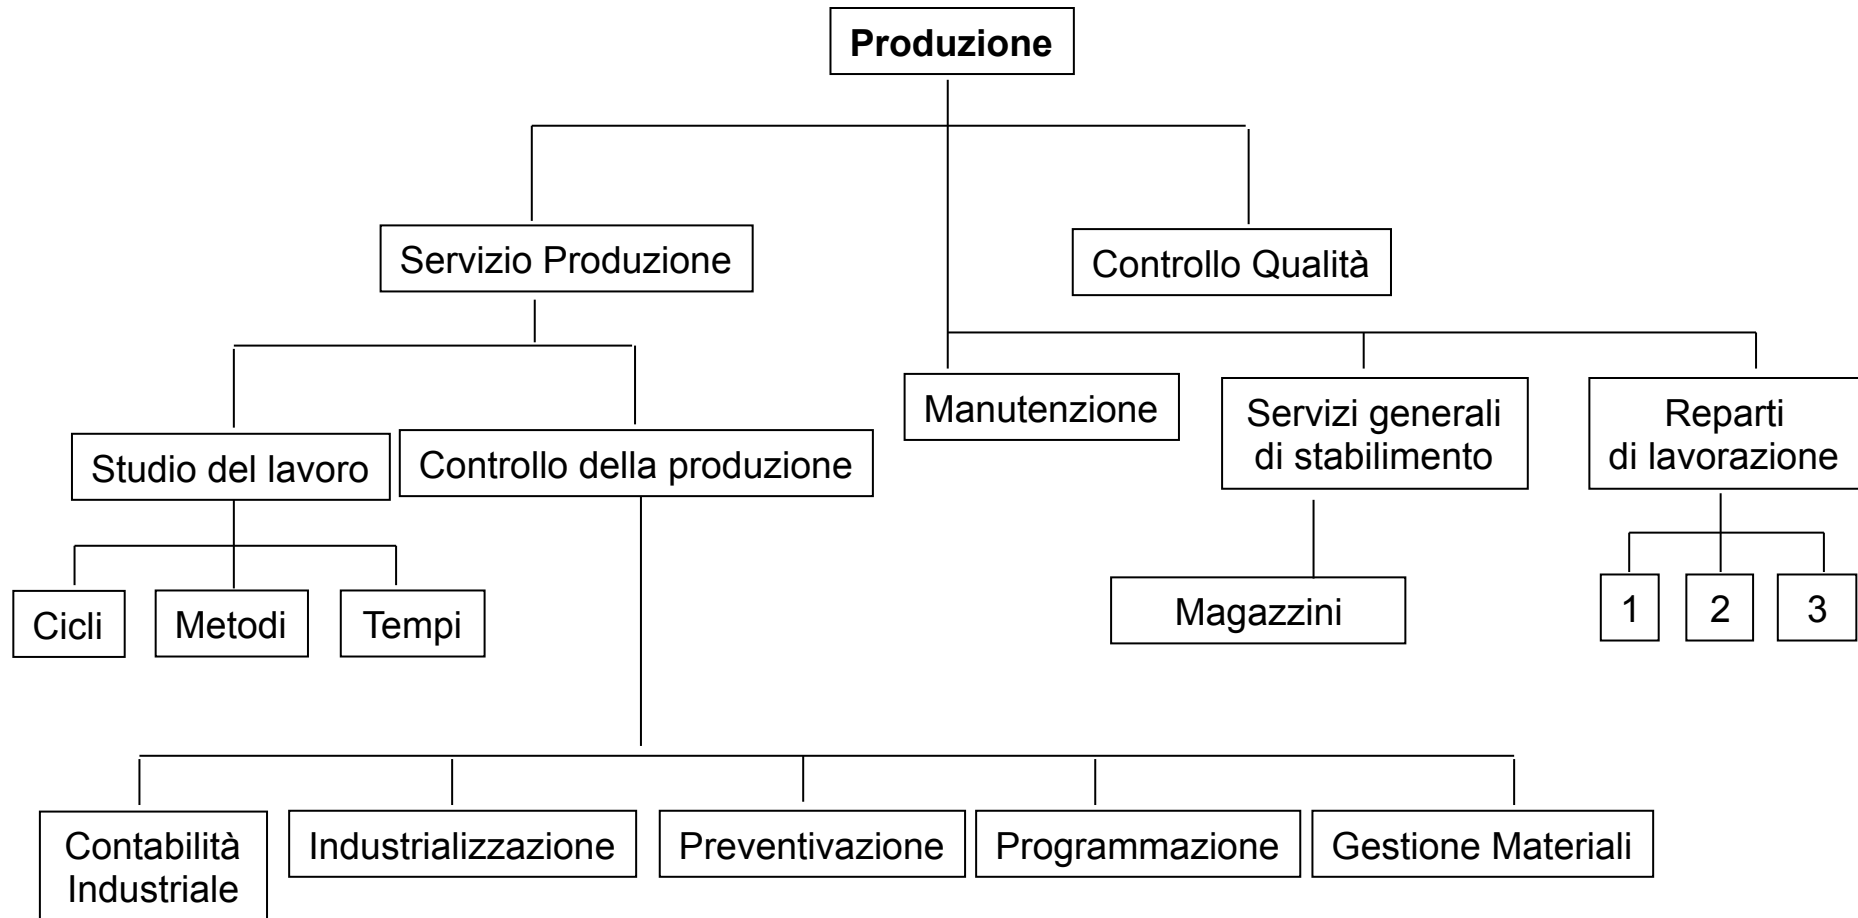 Produzione
Servizio Produzione
Controllo Qualità
Manutenzione
Servizi generali
di stabilimento
Reparti
di lavorazione
Studio del lavoro
Controllo della produzione
Cicli
Metodi
Tempi
Magazzini
1
2
3
Contabilità
Industriale
Industrializzazione
Preventivazione
Programmazione
Gestione Materiali